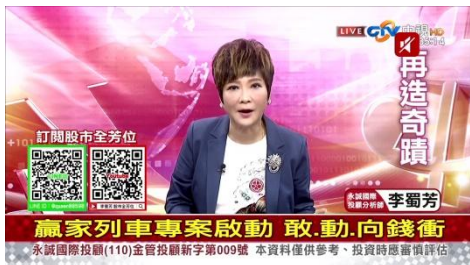 LIVE CTV 中視 HD
再造奇蹟
訂閱股市全芳位
永誠國際
投顧分析師 李蜀芳
贏家列車專案啟動 敢.動.向錢衝
永誠國際投顧(110)金管投顧新字第009號 本資料僅供參考、投資時應審慎評估